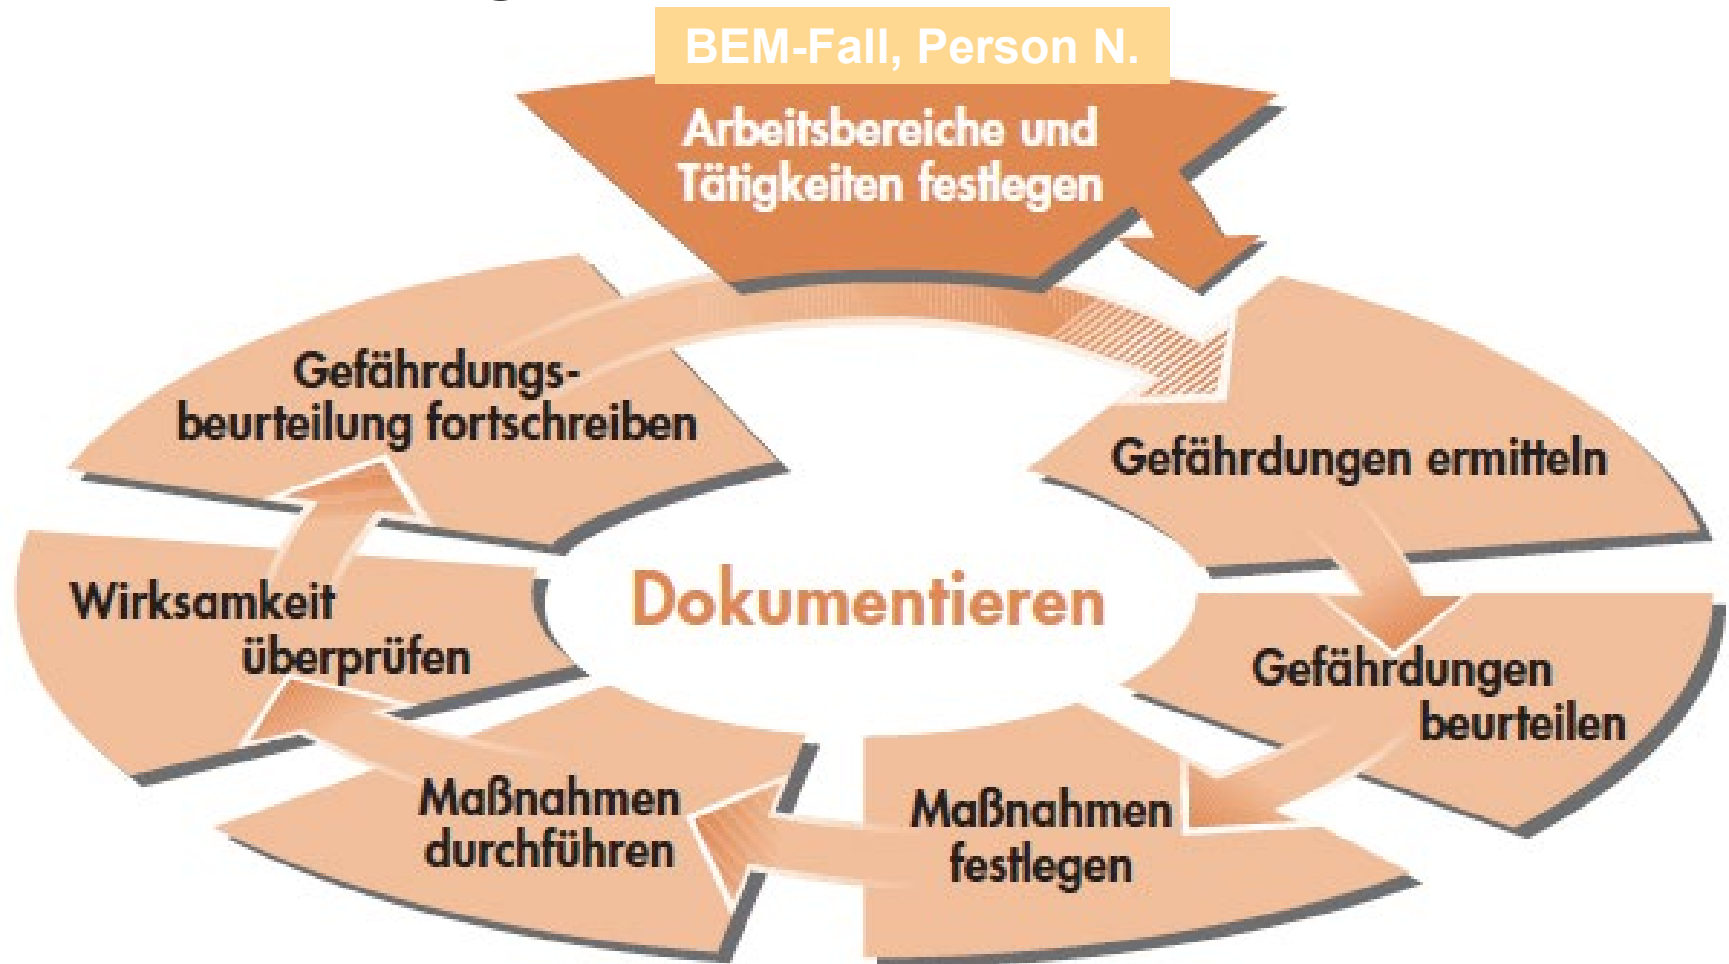 BEM-Fall, Person N.
Arbeitsbereiche und
Tätigkeiten festlegen
Gefährdungen ermitteln
Gefährdungen
beurteilen
Maßnahmen
festlegen
Maßnahmen
durchführen
Wirksamkeit
überprüfen
Gefährdungs-
beurteilung fortschreiben
Dokumentieren